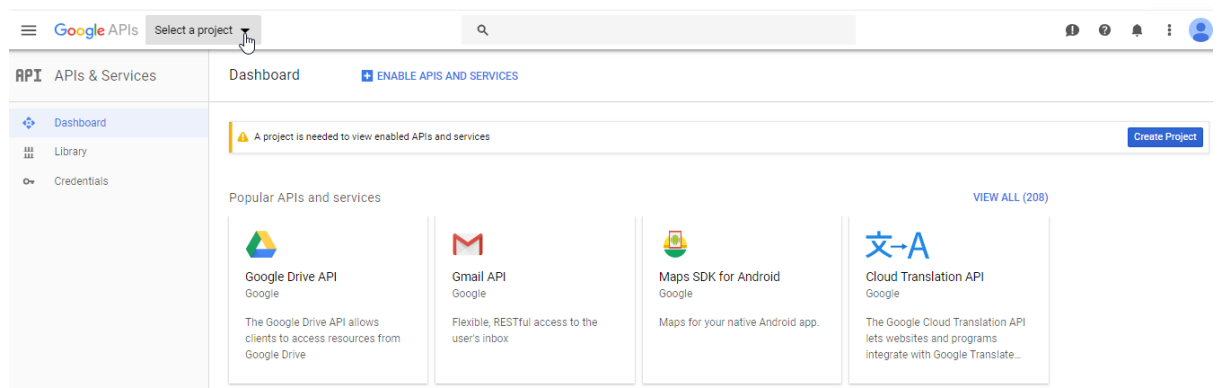 Google APIs Select a project
API APIs & Services
Dashboard
ENABLE APIS AND SERVICES
Dashboard
Library
Credentials
A project is needed to view enabled APIs and services
Create Project
Popular APIs and services
VIEW ALL (208)
Google Drive API
Google
The Google Drive API allows
clients to access resources from
Google Drive
Gmail API
Google
Flexible, RESTful access to the
user's inbox
Maps SDK for Android
Google
Maps for your native Android app.
文→A
Cloud Translation API
Google
The Google Cloud Translation API
lets websites and programs
integrate with Google Translate...